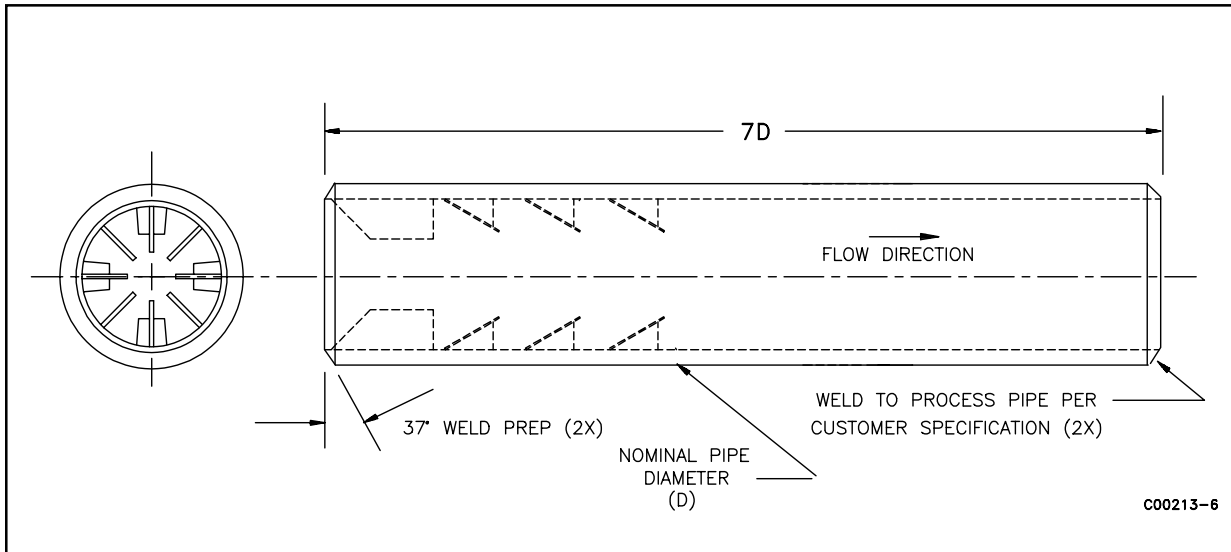 7D
FLOW DIRECTION
37° WELD PREP (2X)
WELD TO PROCESS PIPE PER
CUSTOMER SPECIFICATION (2X)
NOMINAL PIPE
DIAMETER
(D)
C00213-6